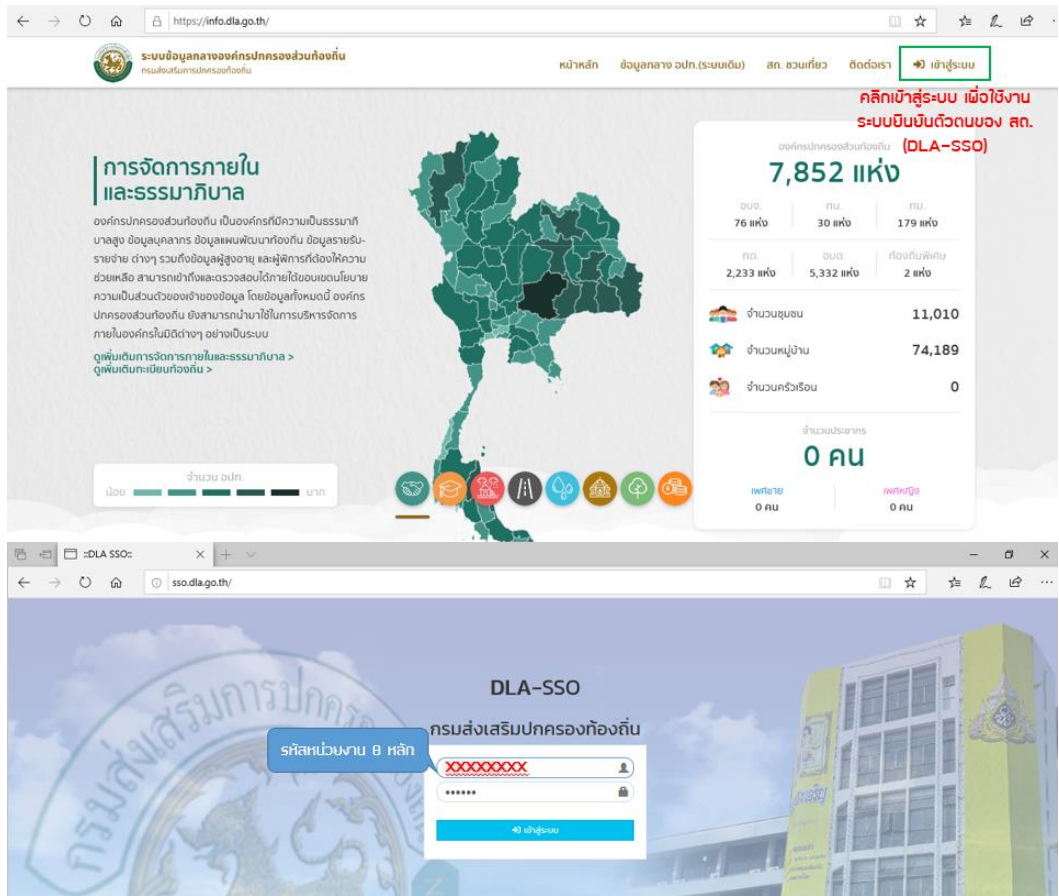 https://info.dla.go.th/
ระบบข้อมูลกลางองค์กรปกครองส่วนท้องถิ่น
กรมส่งเสริมการปกครองท้องถิ่น
หน้าหลัก ข้อมูลกลาง อปท.(ระบบเดิม) สถ. ชวนเที่ยว ติดต่อเรา เข้าสู่ระบบ
คลิกเข้าสู่ระบบ เพื่อใช้งาน
ระบบยืนยันตัวตนของ สถ.
(DLA-SSO)
การจัดการภายใน
และธรรมาภิบาล
องค์กรปกครองส่วนท้องถิ่น เป็นองค์กรที่มีความเป็นธรรมาภิ
บาลสูง ข้อมูลบุคลากร ข้อมูลแผนพัฒนาท้องถิ่น ข้อมูลรายรับ-
รายจ่าย ต่างๆ รวมถึงข้อมูลผู้สูงอายุ และผู้พิการที่ต้องให้ความ
ช่วยเหลือ สามารถเข้าถึงและตรวจสอบได้ภายใต้ขอบเขตนโยบาย
ความเป็นส่วนตัวของเจ้าของข้อมูล โดยข้อมูลทั้งหมดนี้ องค์กร
ปกครองส่วนท้องถิ่น ยังสามารถนำมาใช้ในการบริหารจัดการ
ภายในองค์กรในมิติต่างๆ อย่างเป็นระบบ
ดูเพิ่มเติมการจัดการภายในและธรรมาภิบาล >
ดูเพิ่มเติมทะเบียนท้องถิ่น >
จำนวน อปท.
น้อย มาก
องค์กรปกครองส่วนท้องถิ่น
7,852 แห่ง
อบจ. ทน. ทม.
76 แห่ง 30 แห่ง 179 แห่ง
ทต. อบต. ท้องถิ่นพิเศษ
2,233 แห่ง 5,332 แห่ง 2 แห่ง
จำนวนชุมชน 11,010
จำนวนหมู่บ้าน 74,189
จำนวนครัวเรือน 0
จำนวนประชากร
0 คน
เพศชาย เพศหญิง
0 คน 0 คน
::DLA SSO::
sso.dla.go.th/
DLA-SSO
กรมส่งเสริมปกครองท้องถิ่น
รหัสหน่วยงาน 8 หลัก
XXXXXXXX
••••••
เข้าสู่ระบบ
กรมส่งเสริมการปกครอง